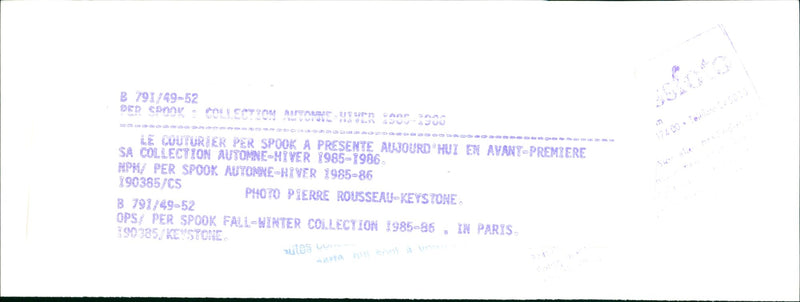 B 791/49-52
PER SPOOK : COLLECTION AUTOMNE-HIVER 1985-1986
LE COUTURIER PER SPOOK A PRESENTE AUJOURD'HUI EN AVANT-PREMIERE
SA COLLECTION AUTOMNE-HIVER 1985-1986.
NPM/ PER SPOOK AUTOMNE-HIVER 1985-86
190385/CS
PHOTO PIERRE ROUSSEAU-KEYSTONE.
B 791/49-52
OPS/ PER SPOOK FALL-WINTER COLLECTION 1985-86 . IN PARIS.
190385/KEYSTONE.